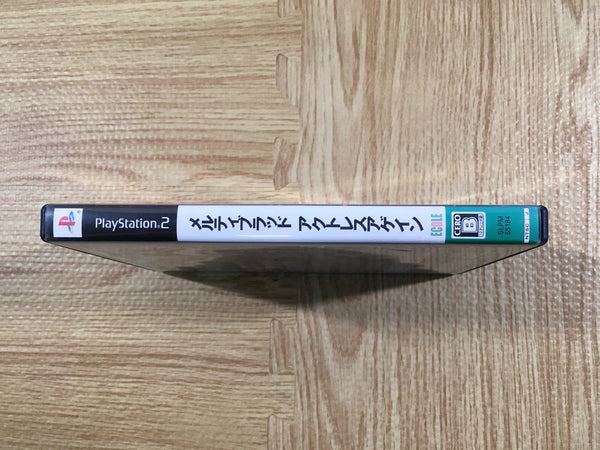 PlayStation 2
メルティブラッド アクトレスアゲイン
ECOLE
CERO
B
SLPM
55184